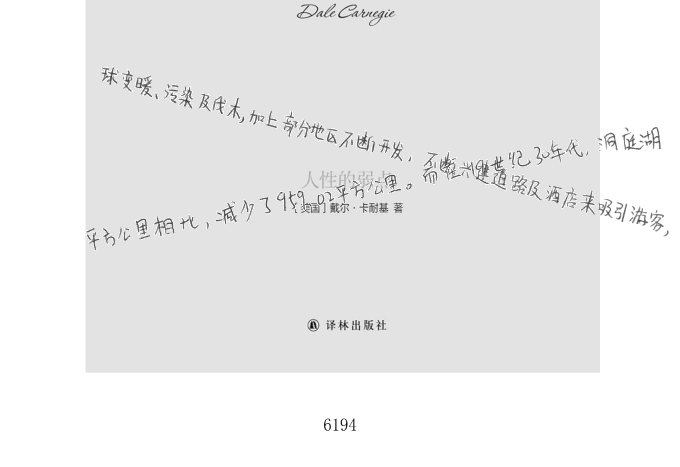 Dale Carnegie
球变暖、污染及伐木,加上部分地区不断开发,不断兴建道路及酒店来吸引游客,
平方公里相比,减少了959.02平方公里。而 世纪30年代,洞庭湖
人性的弱点
[美国] 戴尔·卡耐基 著
译林出版社
6194